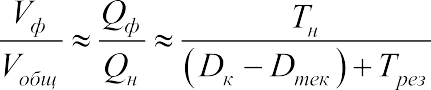 V_ф / V_общ ≈ Q_ф / Q_н ≈ T_н / ((D_к − D_тек) + T_рез)